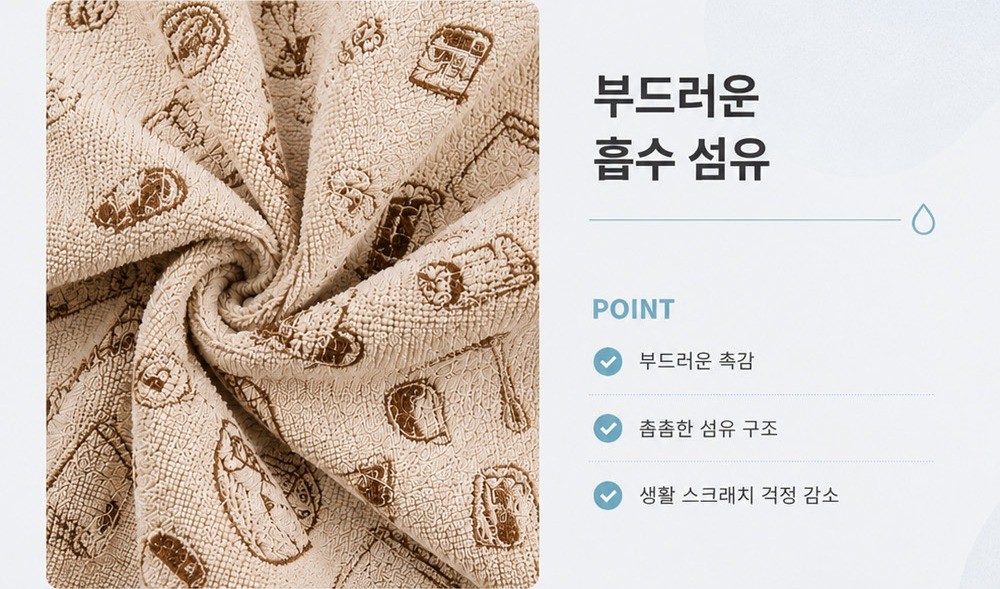 부드러운
흡수 섬유
POINT
부드러운 촉감
촘촘한 섬유 구조
생활 스크래치 걱정 감소